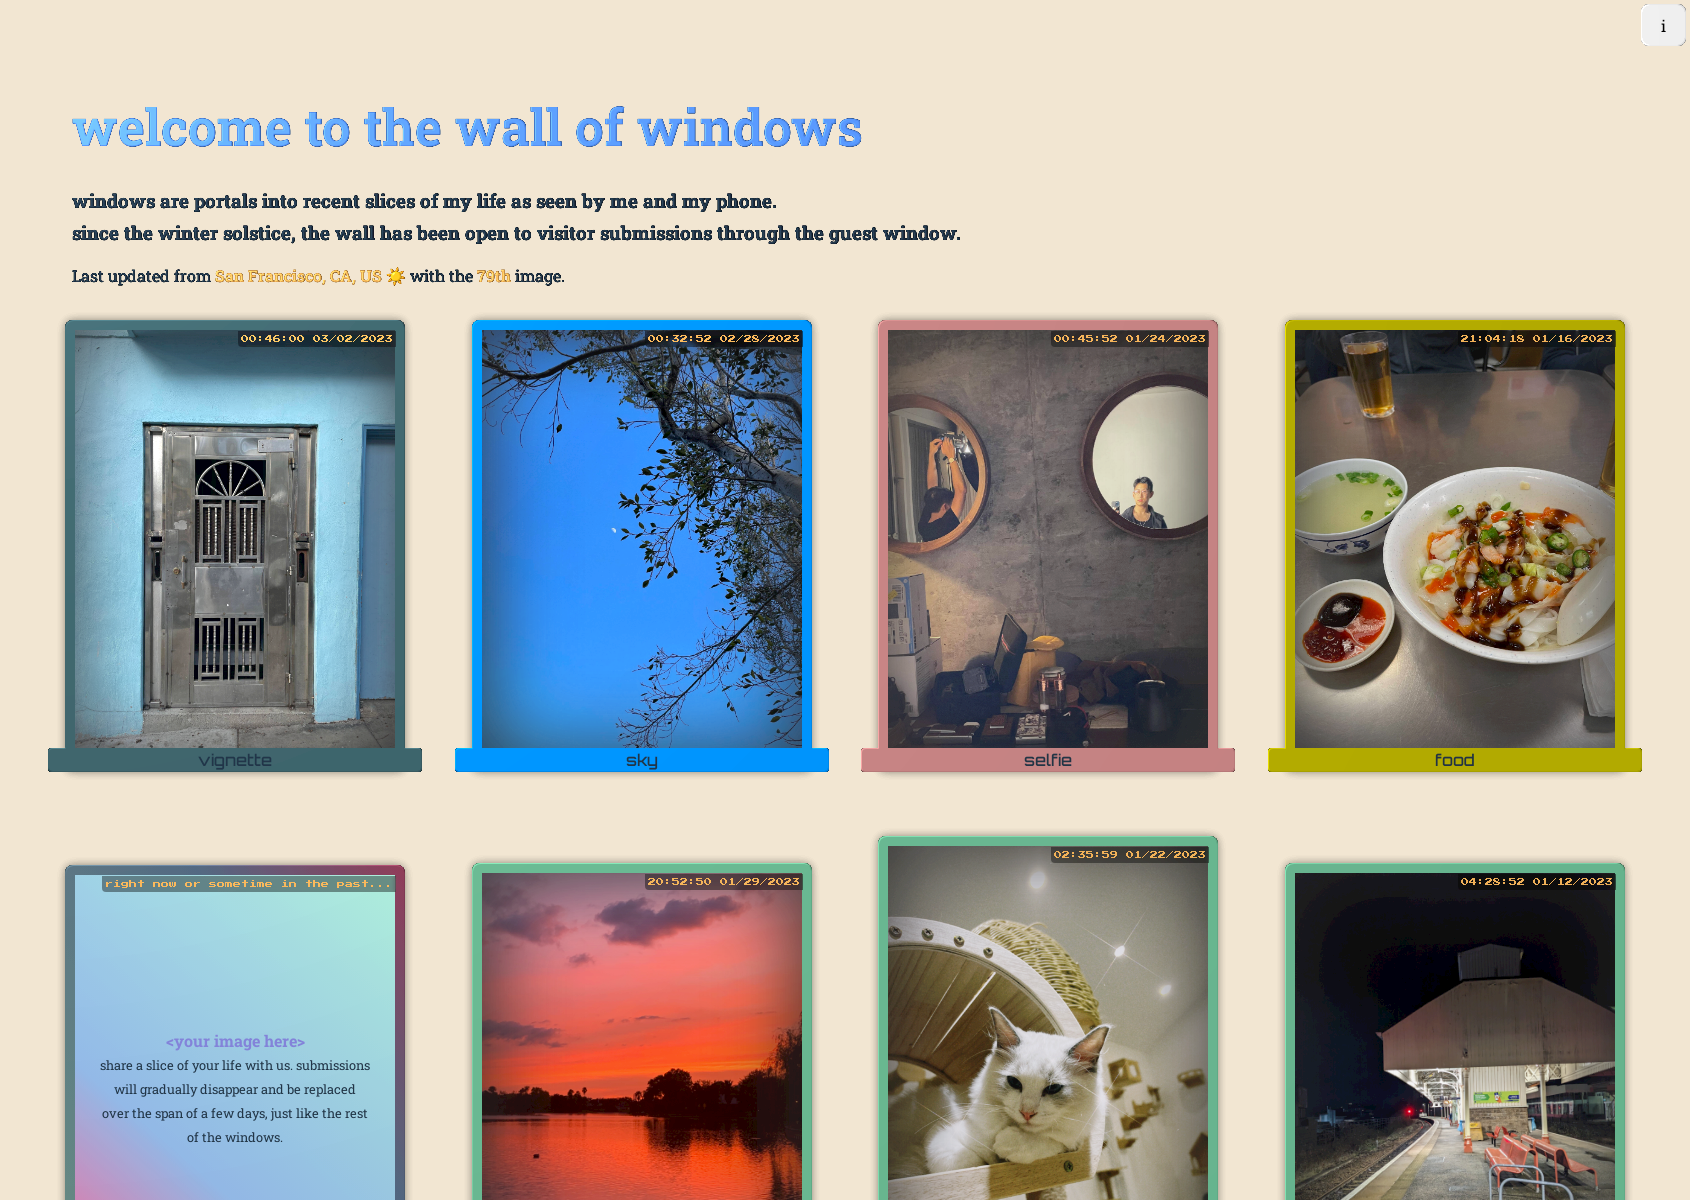 i
welcome to the wall of windows
windows are portals into recent slices of my life as seen by me and my phone.
since the winter solstice, the wall has been open to visitor submissions through the guest window.
Last updated from San Francisco, CA, US ☀️ with the 79th image.
00:46:00 03/02/2023
00:32:52 02/28/2023
00:45:52 01/24/2023
21:04:18 01/16/2023
vignette
sky
selfie
food
right now or sometime in the past...
20:52:50 01/29/2023
02:35:59 01/22/2023
04:28:52 01/12/2023
<your image here>
share a slice of your life with us. submissions
will gradually disappear and be replaced
over the span of a few days, just like the rest
of the windows.